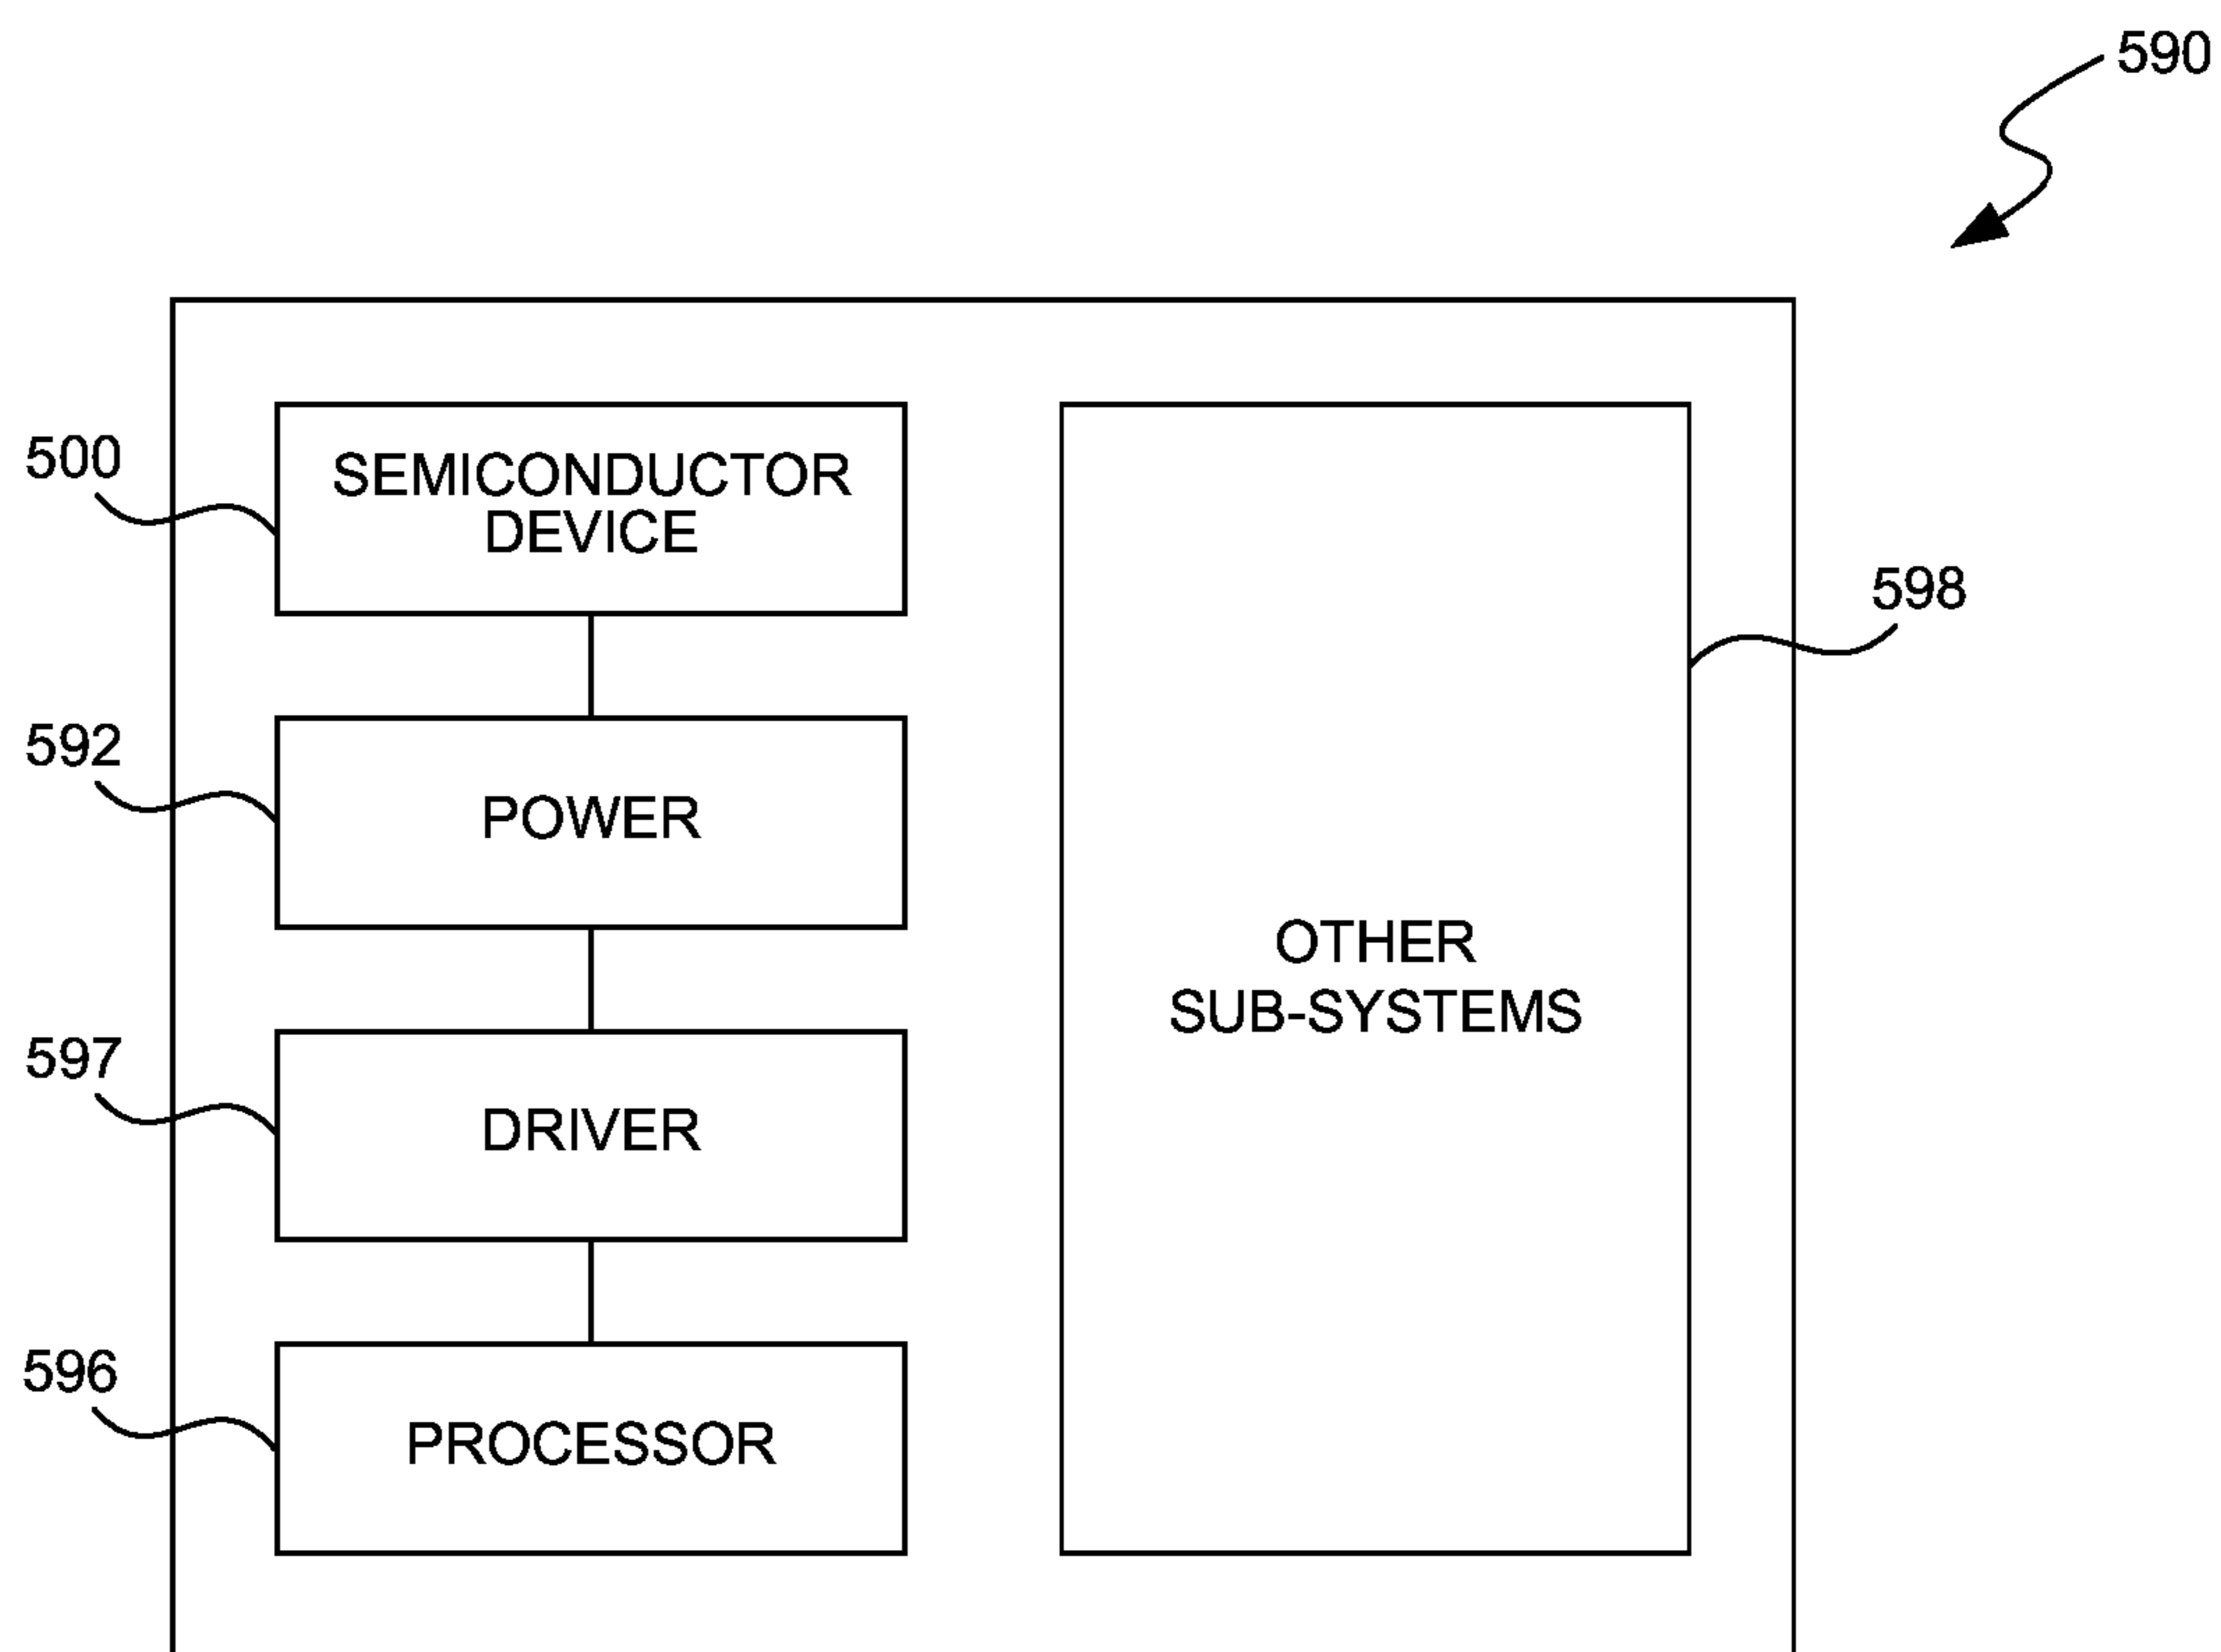 590
500
SEMICONDUCTOR
DEVICE
598
592
POWER
OTHER
SUB-SYSTEMS
597
DRIVER
596
PROCESSOR